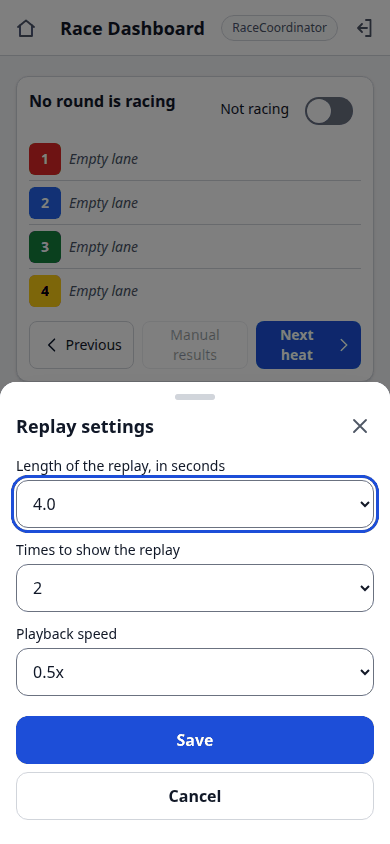 Race Dashboard
RaceCoordinator
No round is racing
Not racing
1
Empty lane
2
Empty lane
3
Empty lane
4
Empty lane
Previous
Manual
results
Next
heat
Replay settings
Length of the replay, in seconds
4.0
Times to show the replay
2
Playback speed
0.5x
Save
Cancel